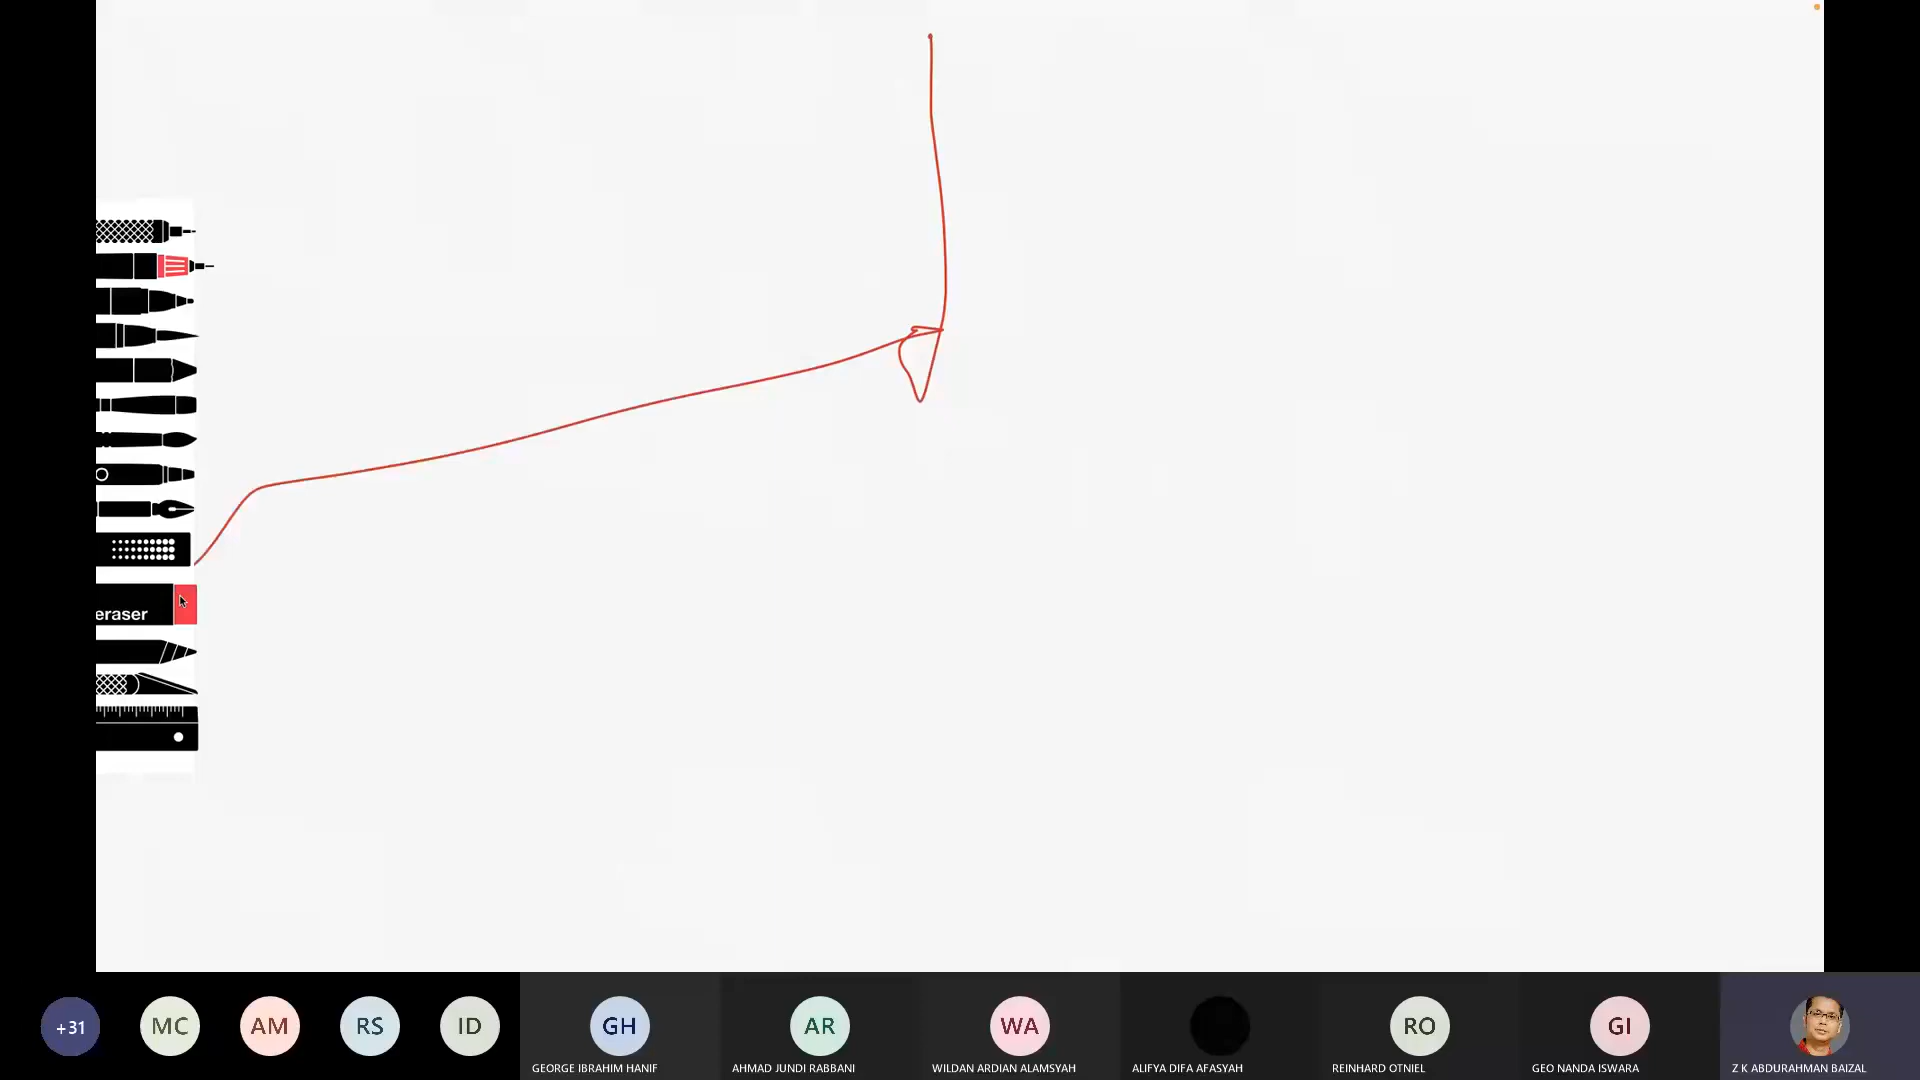 eraser
+31
MC
AM
RS
ID
GH
AR
WA
RO
GI
GEORGE IBRAHIM HANIF
AHMAD JUNDI RABBANI
WILDAN ARDIAN ALAMSYAH
ALIFYA DIFA AFASYAH
REINHARD OTNIEL
GEO NANDA ISWARA
Z K ABDURAHMAN BAIZAL